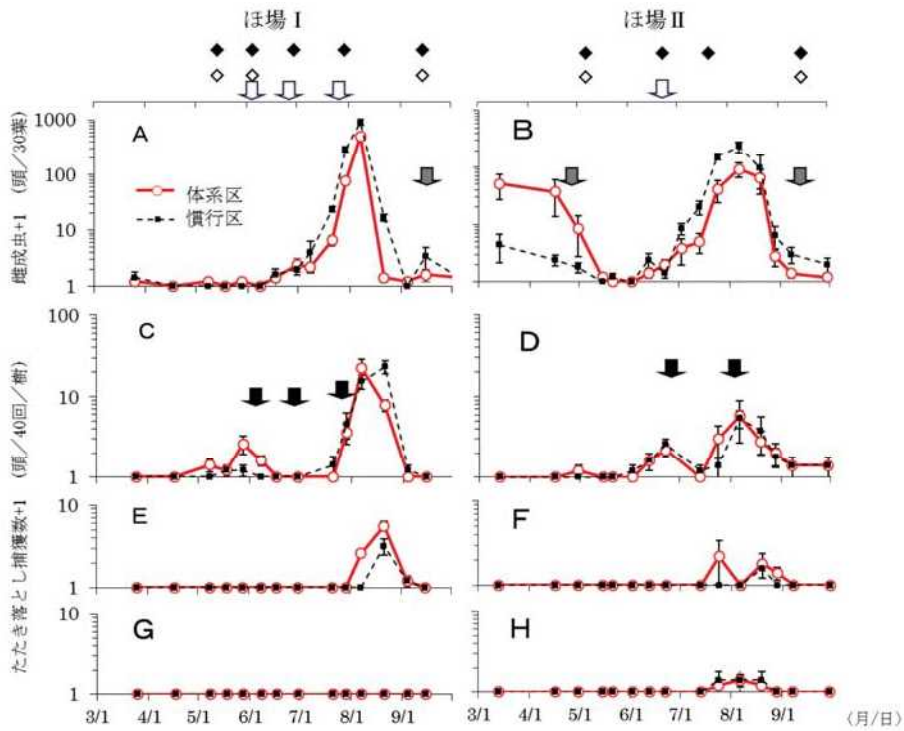 ほ場Ⅰ
ほ場Ⅱ
雌成虫+1 (頭/30葉)
1000
100
10
1
A
体系区
慣行区
B
たたき落とし捕獲数+1 (頭/40回/樹)
100
10
1
C
D
10
1
E
F
10
1
G
H
3/1 4/1 5/1 6/1 7/1 8/1 9/1
3/1 4/1 5/1 6/1 7/1 8/1 9/1 (月/日)